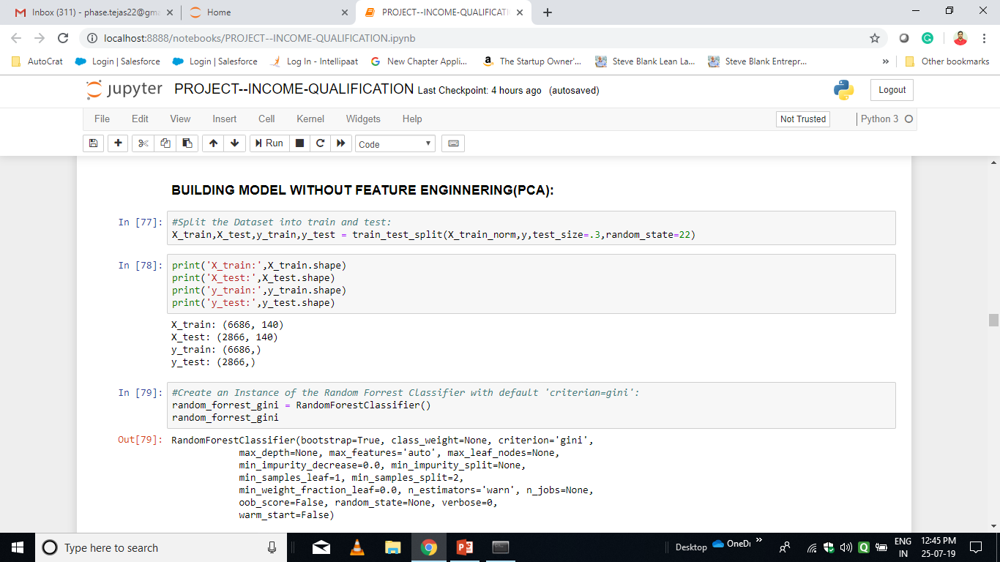 Inbox (311) - phase.tejas22@gma
Home
PROJECT--INCOME-QUALIFICATI
localhost:8888/notebooks/PROJECT--INCOME-QUALIFICATION.ipynb
AutoCrat
Login | Salesforce
Login | Salesforce
Log In - Intellipaat
New Chapter Appli...
The Startup Owner'...
Steve Blank Lean La...
Steve Blank Entrepr...
»
Other bookmarks
jupyter PROJECT--INCOME-QUALIFICATION Last Checkpoint: 4 hours ago (autosaved)
Logout
File Edit View Insert Cell Kernel Widgets Help
Not Trusted
Python 3
Run
Code
BUILDING MODEL WITHOUT FEATURE ENGINNERING(PCA):
In [77]: #Split the Dataset into train and test:
X_train,X_test,y_train,y_test = train_test_split(X_train_norm,y,test_size=.3,random_state=22)
In [78]: print('X_train:',X_train.shape)
print('X_test:',X_test.shape)
print('y_train:',y_train.shape)
print('y_test:',y_test.shape)
X_train: (6686, 140)
X_test: (2866, 140)
y_train: (6686,)
y_test: (2866,)
In [79]: #Create an Instance of the Random Forrest Classifier with default 'criterian=gini':
random_forrest_gini = RandomForestClassifier()
random_forrest_gini
Out[79]: RandomForestClassifier(bootstrap=True, class_weight=None, criterion='gini',
max_depth=None, max_features='auto', max_leaf_nodes=None,
min_impurity_decrease=0.0, min_impurity_split=None,
min_samples_leaf=1, min_samples_split=2,
min_weight_fraction_leaf=0.0, n_estimators='warn', n_jobs=None,
oob_score=False, random_state=None, verbose=0,
warm_start=False)
Type here to search
Desktop
OneDr
»
ENG
IN
12:45 PM
25-07-19